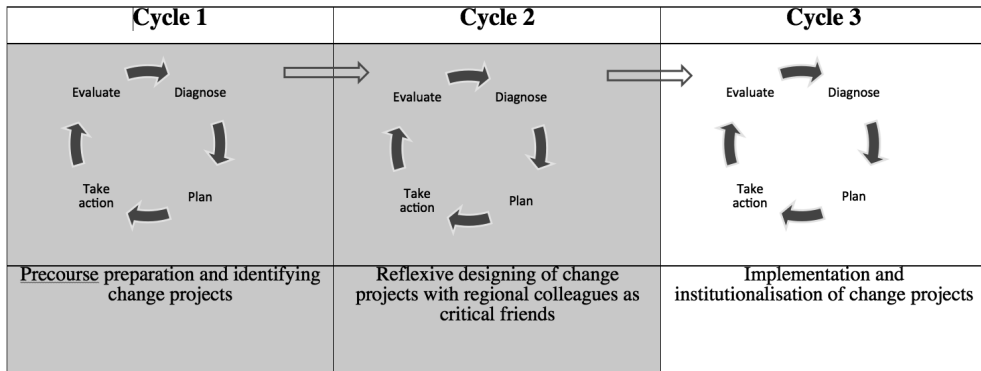 Cycle 1
Cycle 2
Cycle 3
Evaluate
Diagnose
Take
action
Plan
Evaluate
Diagnose
Take
action
Plan
Evaluate
Diagnose
Take
action
Plan
Precourse preparation and identifying
change projects
Reflexive designing of change
projects with regional colleagues as
critical friends
Implementation and
institutionalisation of change projects